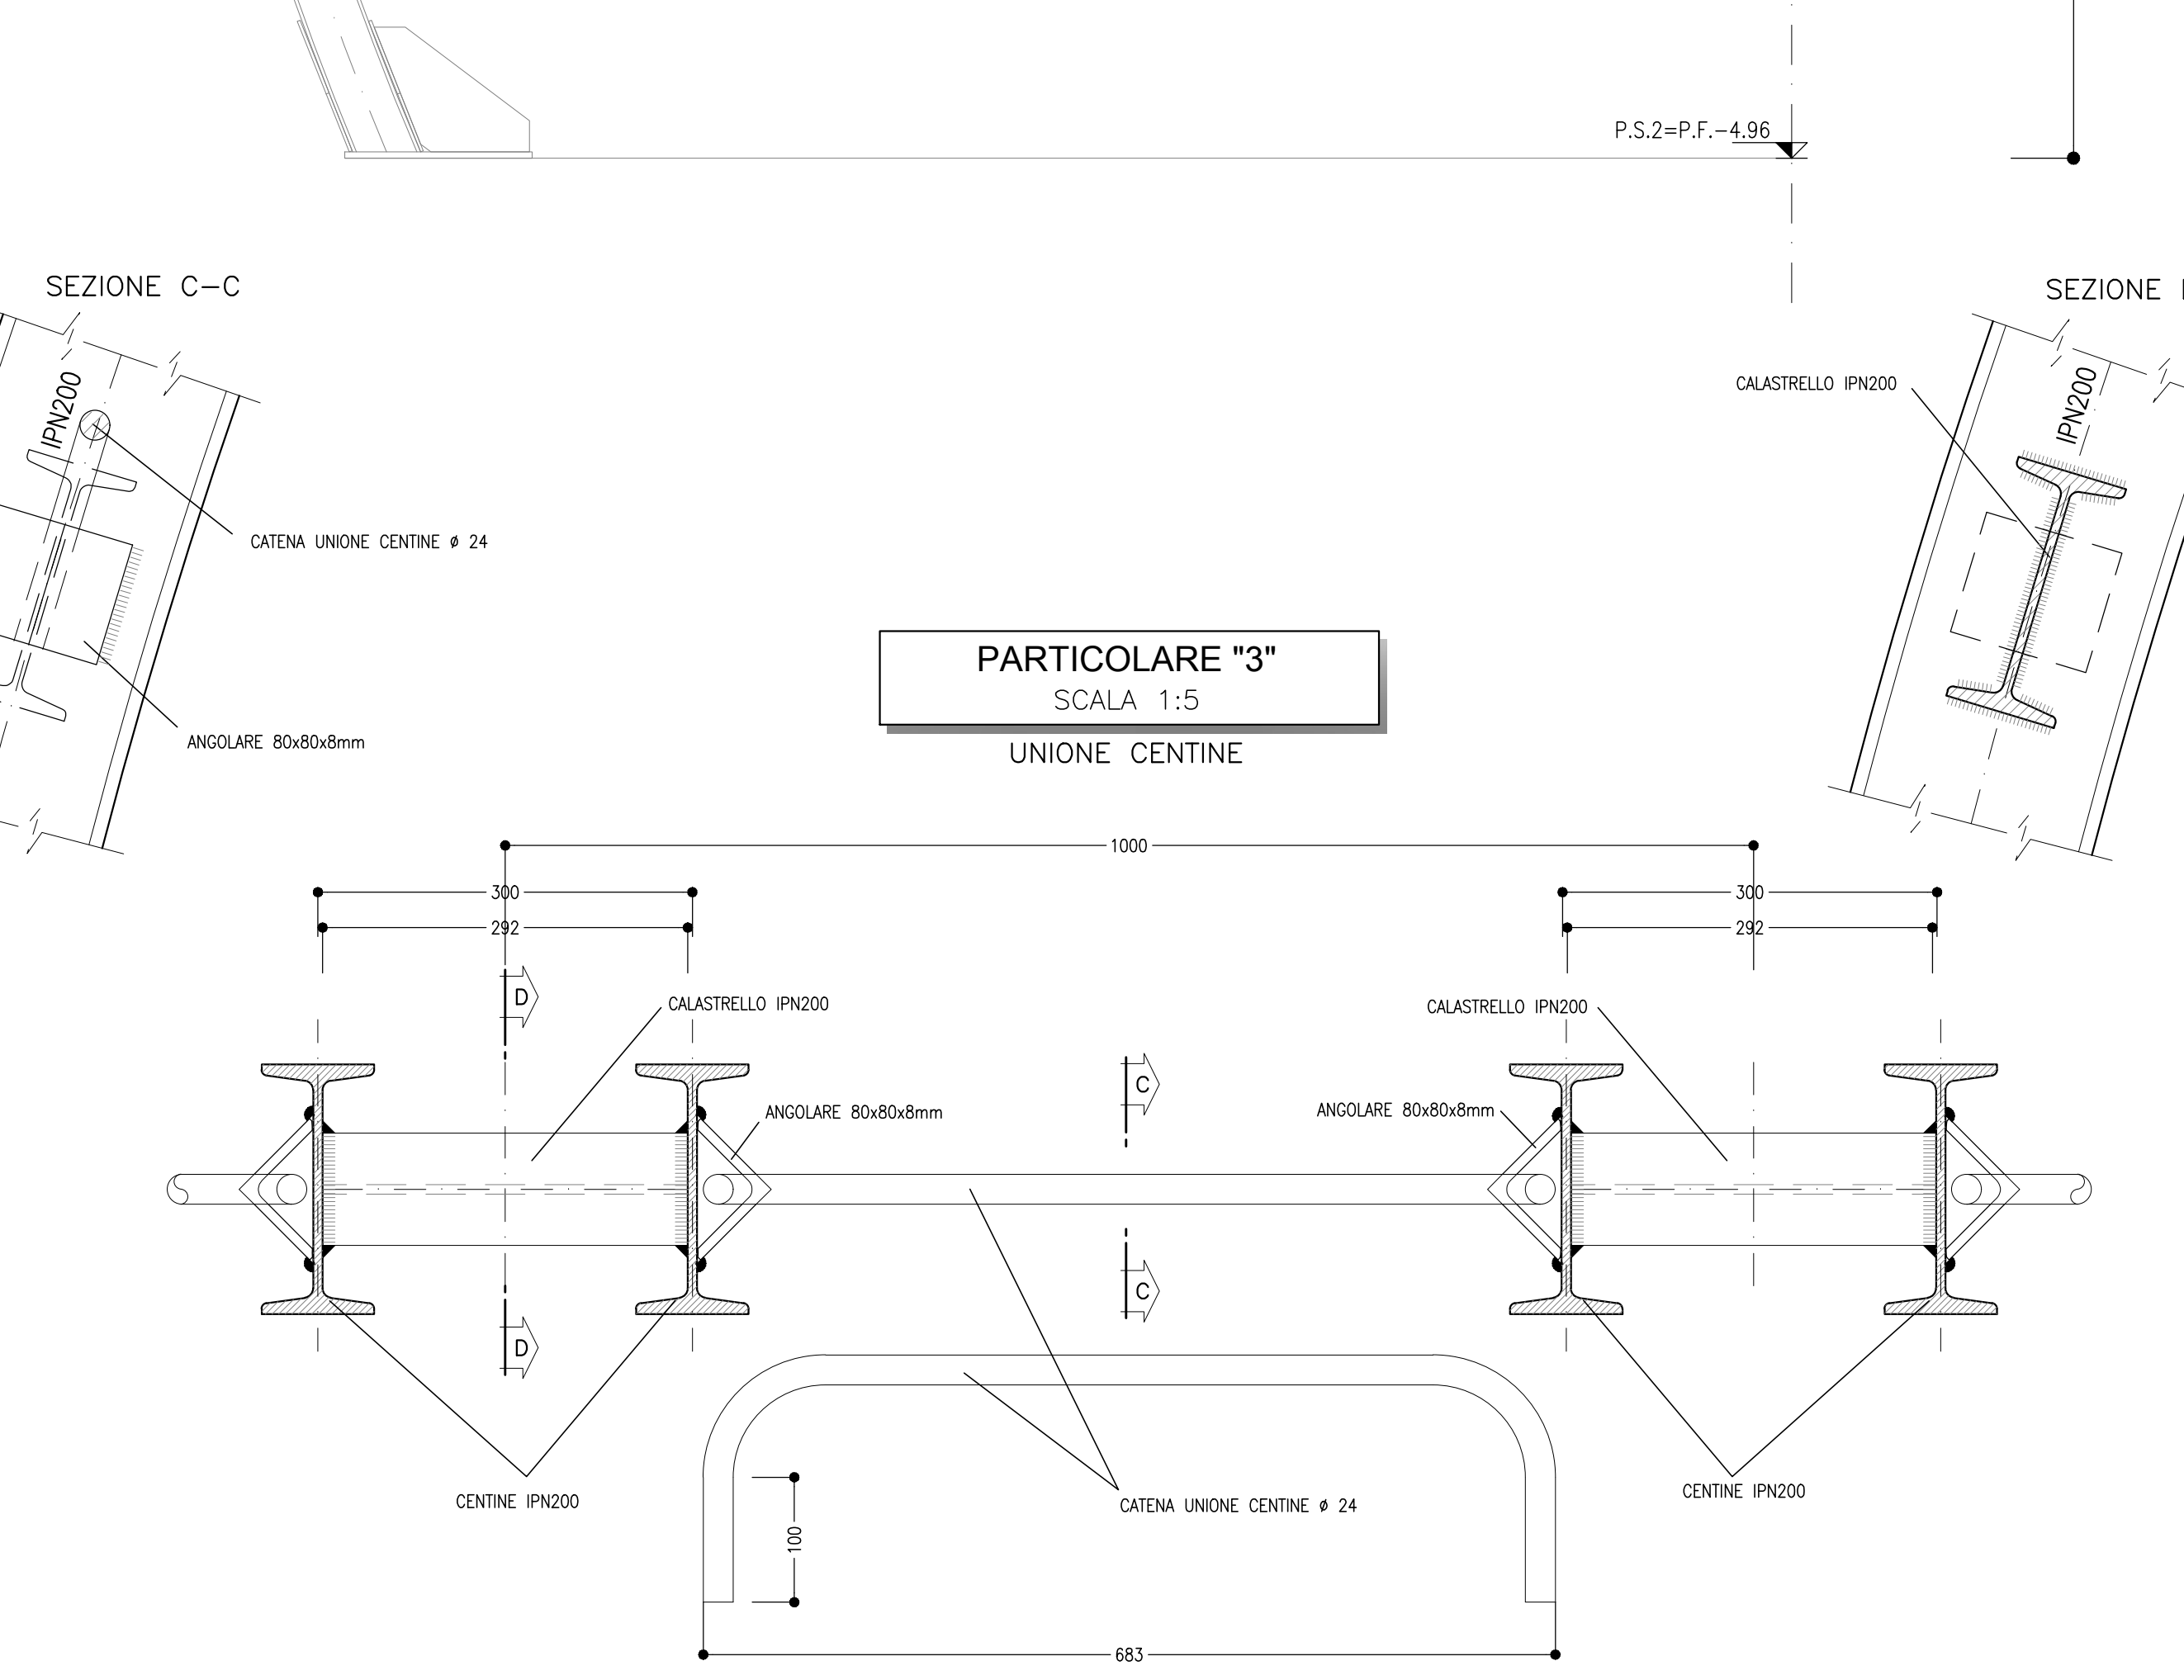 P.S.2=P.F.-4.96
SEZIONE C-C
SEZIONE
IPN200
CATENA UNIONE CENTINE ø 24
ANGOLARE 80x80x8mm
CALASTRELLO IPN200
IPN200
PARTICOLARE "3"
SCALA 1:5
UNIONE CENTINE
1000
300
300
292
292
D
CALASTRELLO IPN200
CALASTRELLO IPN200
C
ANGOLARE 80x80x8mm
ANGOLARE 80x80x8mm
C
D
CENTINE IPN200
CATENA UNIONE CENTINE ø 24
CENTINE IPN200
100
683